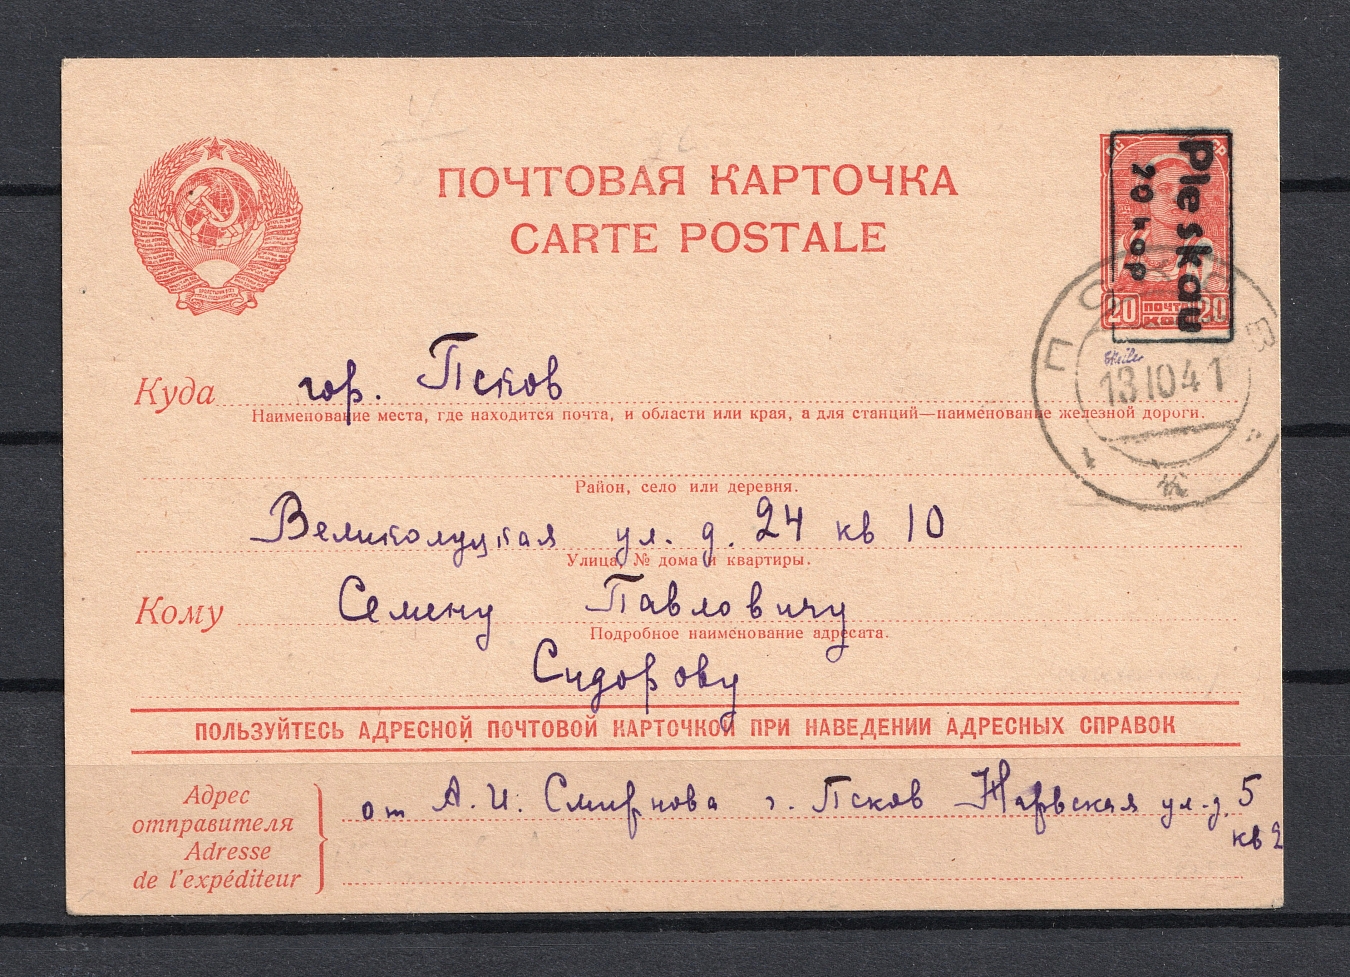 ПОЧТОВАЯ КАРТОЧКА
CARTE POSTALE
Pleskau
20 кор
20 ПОЧТА 20
КОП
ПСКОВ
13 10 41
1
Куда гор. Псков
Наименование места, где находится почта, и области или края, а для станций—наименование железной дороги.
Район, село или деревня.
Великолуцкая ул. д. 24 кв 10
Улица, № дома и квартиры.
Кому Семену Павловичу
Подробное наименование адресата.
Сидорову
ПОЛЬЗУЙТЕСЬ АДРЕСНОЙ ПОЧТОВОЙ КАРТОЧКОЙ ПРИ НАВЕДЕНИИ АДРЕСНЫХ СПРАВОК
Адрес
отправителя
Adresse
de l'expéditeur
от А. И. Смирнова г. Псков Нарвская ул. д. 5
кв 2